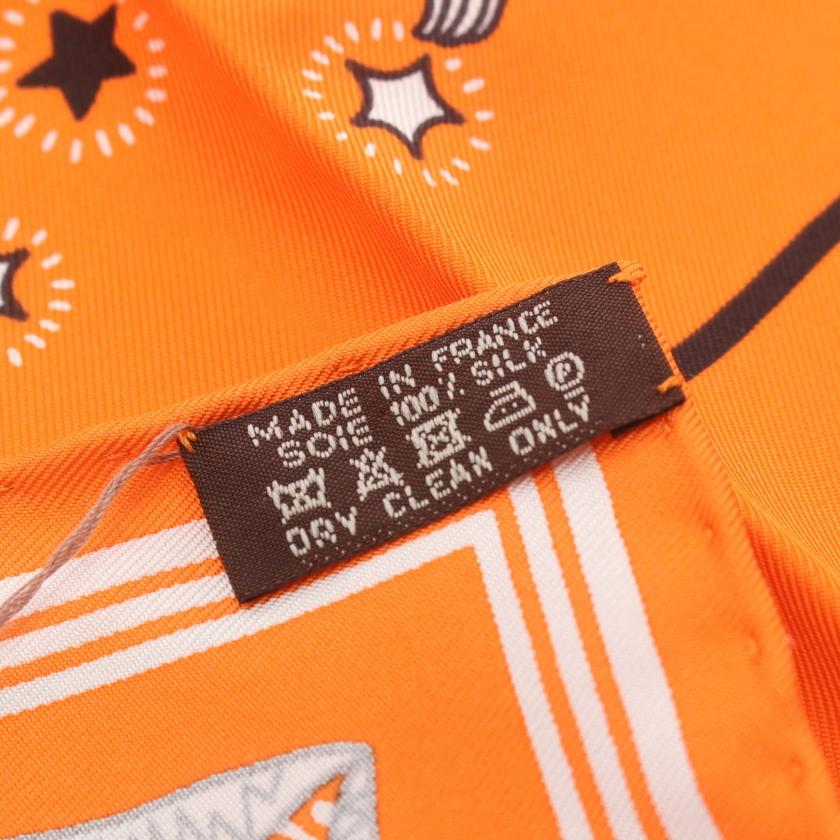 MADE IN FRANCE
SOIE 100% SILK
P
DRY CLEAN ONLY